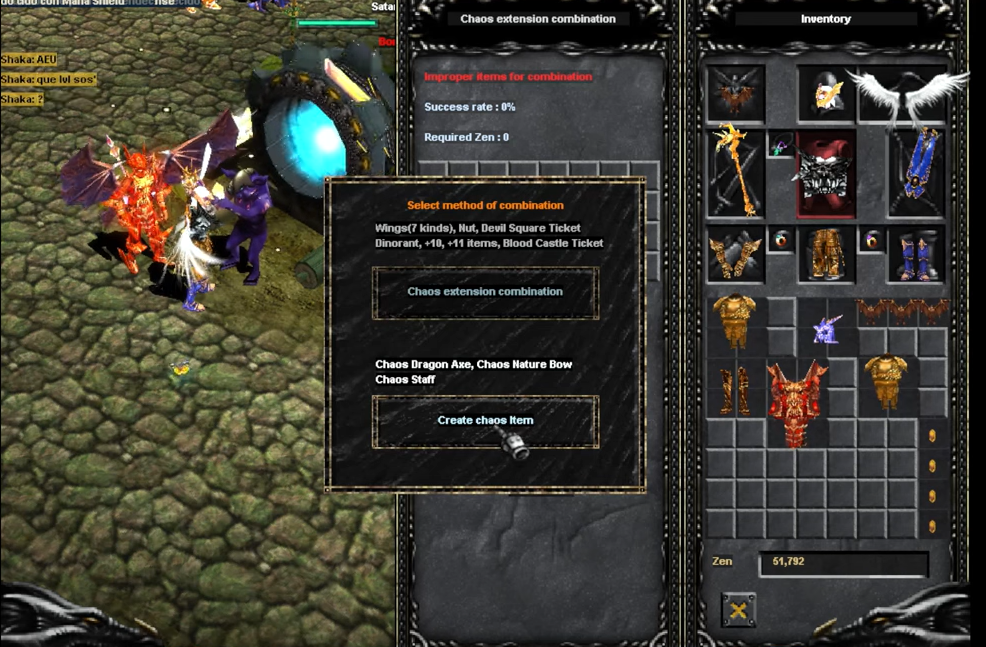 Satan
Shaka: AEU
Shaka: que lvl sos'
Shaka: ?
Chaos extension combination
Improper items for combination
Success rate : 0%
Required Zen : 0
Select method of combination
Wings(7 kinds), Nut, Devil Square Ticket
Dinorant, +10, +11 items, Blood Castle Ticket
Chaos extension combination
Chaos Dragon Axe, Chaos Nature Bow
Chaos Staff
Create chaos Item
Inventory
Zen
51,792